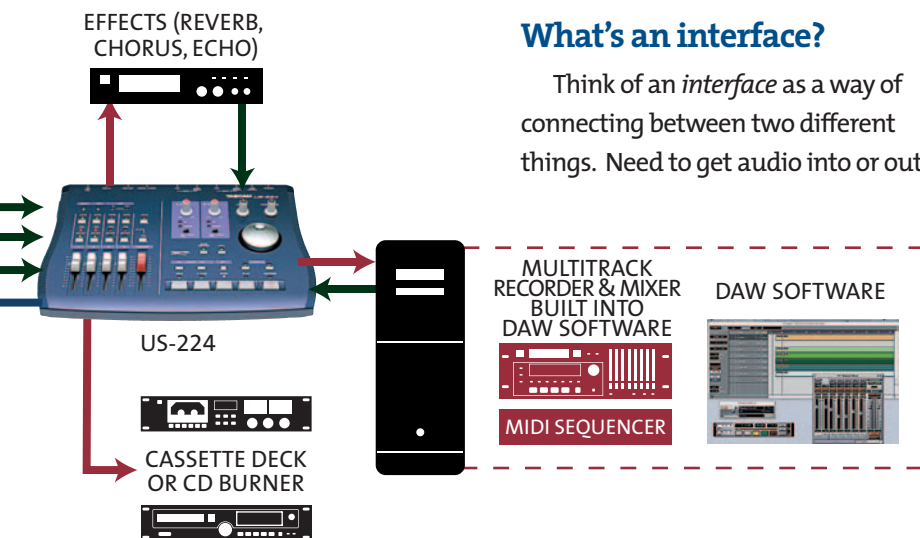 EFFECTS (REVERB,
CHORUS, ECHO)
What's an interface?
Think of an interface as a way of
connecting between two different
things. Need to get audio into or out
US-224
MULTITRACK
RECORDER & MIXER
BUILT INTO
DAW SOFTWARE
DAW SOFTWARE
MIDI SEQUENCER
CASSETTE DECK
OR CD BURNER